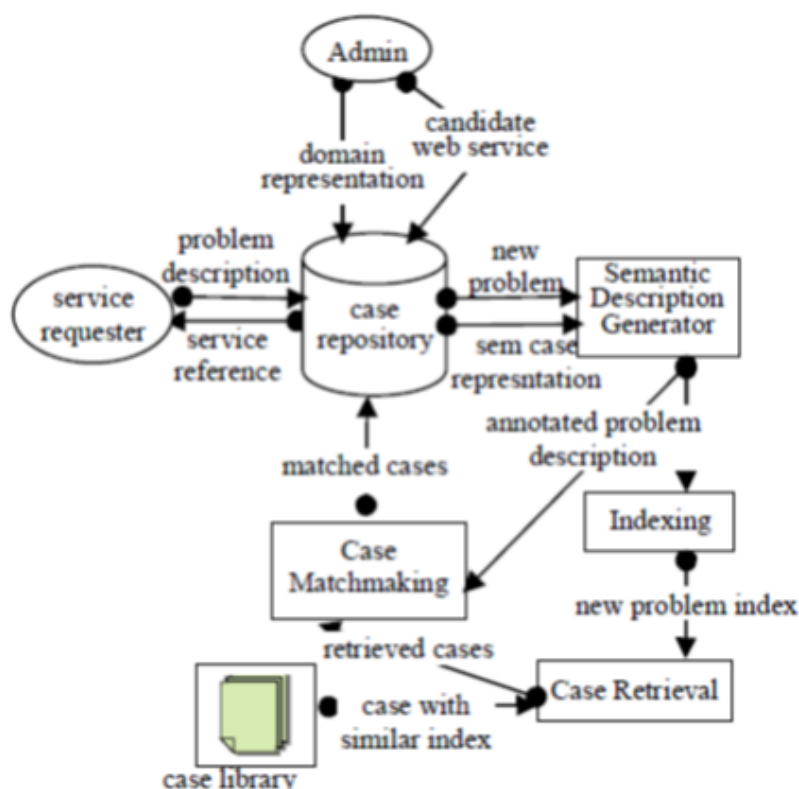 Admin
candidate
web service
domain
representation
problem
description
new
problem
Semantic
Description
Generator
service
requester
case
repository
service
reference
sem case
represntation
annotated problem
description
matched cases
Indexing
Case
Matchmaking
new problem index
retrieved cases
Case Retrieval
case with
similar index
case library